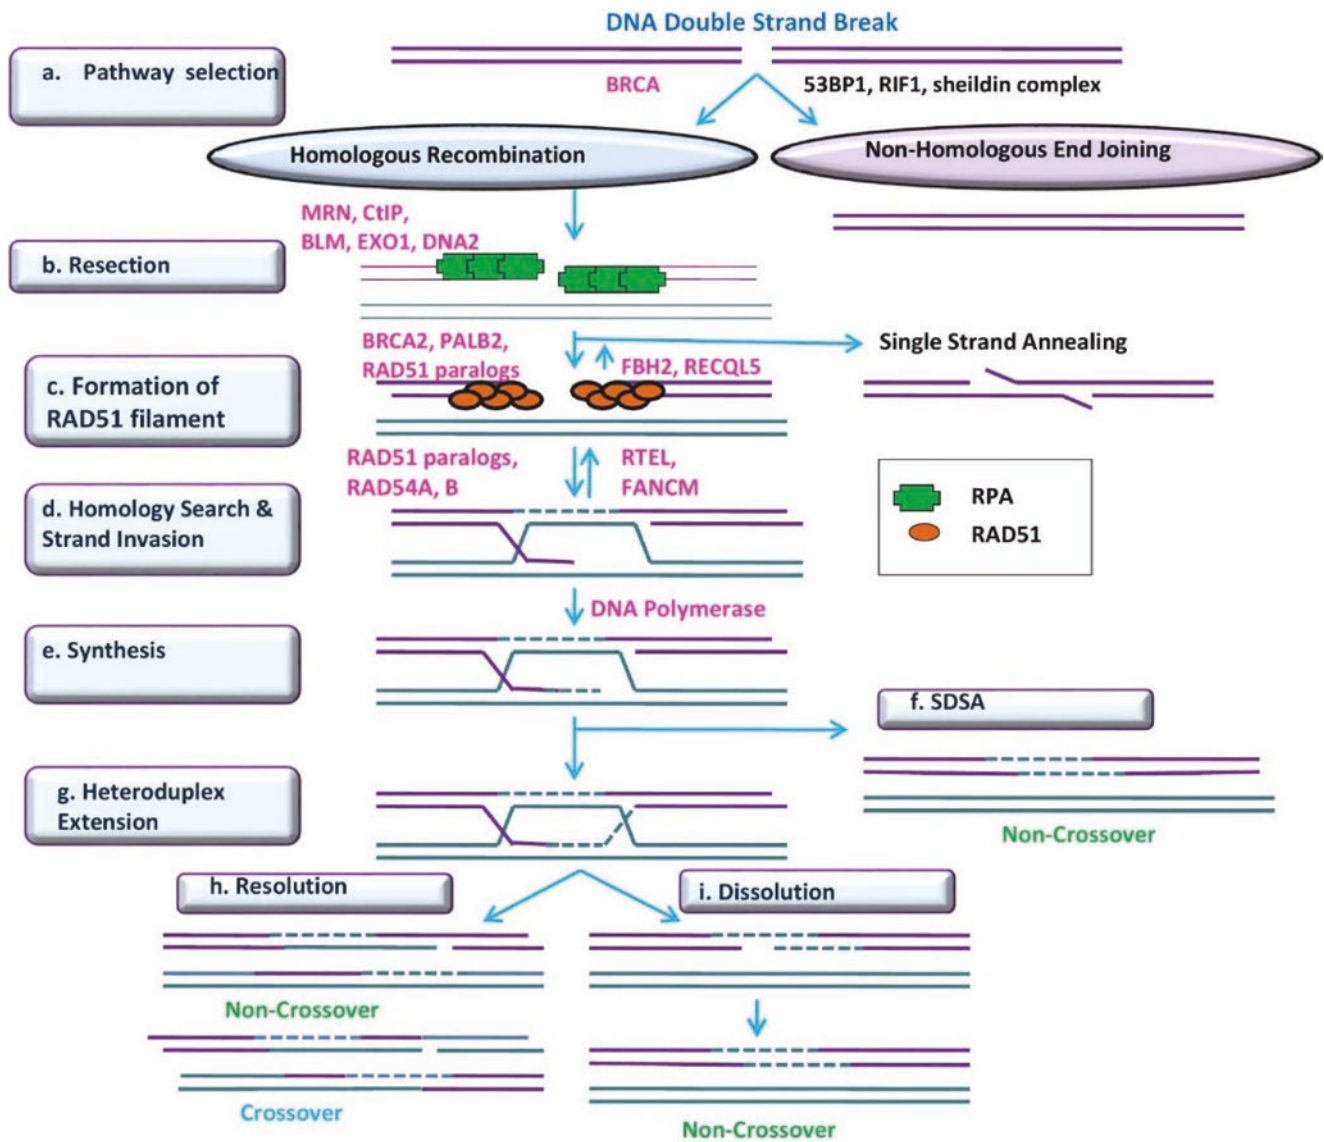 DNA Double Strand Break
a. Pathway selection
BRCA
53BP1, RIF1, sheildin complex
Homologous Recombination
Non-Homologous End Joining
MRN, CtIP,
BLM, EXO1, DNA2
b. Resection
BRCA2, PALB2,
RAD51 paralogs
FBH2, RECQL5
Single Strand Annealing
c. Formation of
RAD51 filament
RAD51 paralogs,
RAD54A, B
RTEL,
FANCM
RPA
RAD51
d. Homology Search &
Strand Invasion
DNA Polymerase
e. Synthesis
f. SDSA
g. Heteroduplex
Extension
Non-Crossover
h. Resolution
i. Dissolution
Non-Crossover
Crossover
Non-Crossover